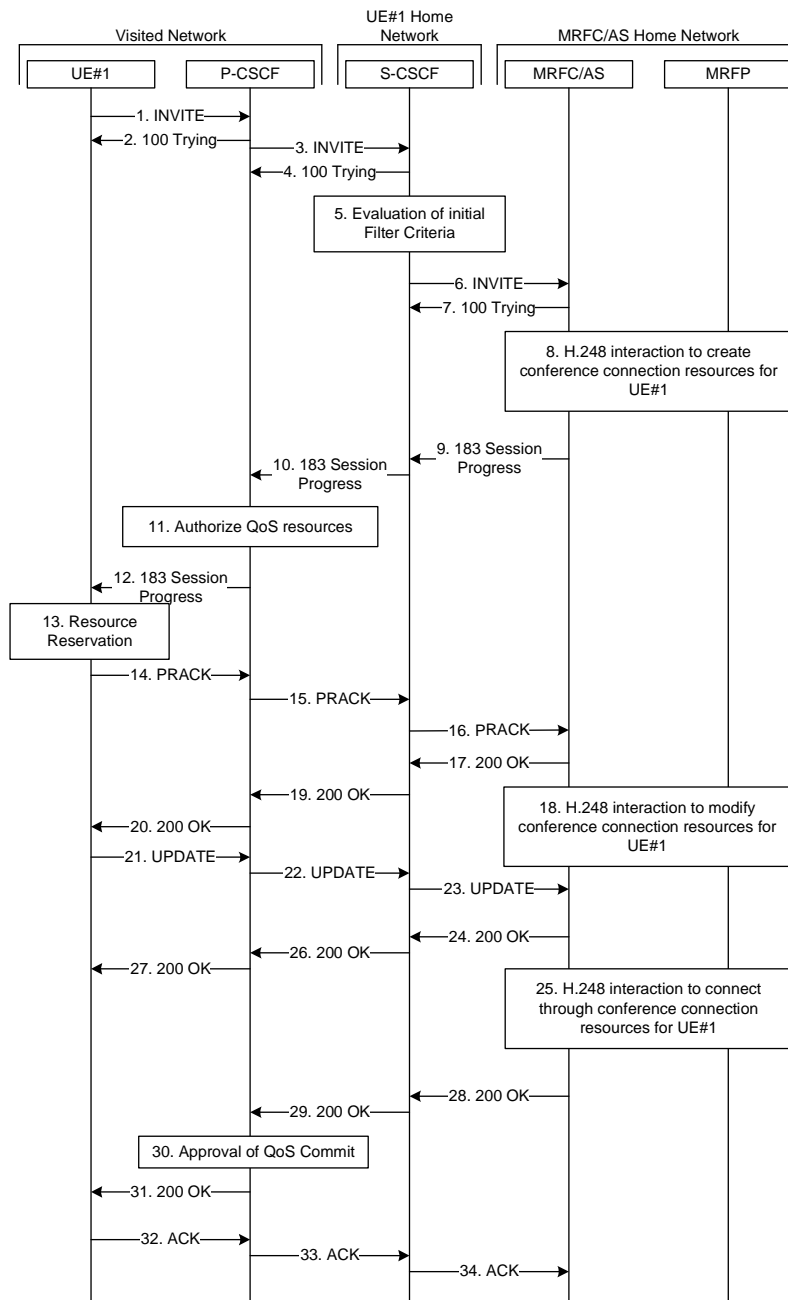 UE#1 Home
Network
Visited Network
MRFC/AS Home Network
UE#1
P-CSCF
S-CSCF
MRFC/AS
MRFP
1. INVITE
2. 100 Trying
3. INVITE
4. 100 Trying
5. Evaluation of initial
Filter Criteria
6. INVITE
7. 100 Trying
8. H.248 interaction to create
conference connection resources for
UE#1
9. 183 Session
Progress
10. 183 Session
Progress
11. Authorize QoS resources
12. 183 Session
Progress
13. Resource
Reservation
14. PRACK
15. PRACK
16. PRACK
17. 200 OK
19. 200 OK
18. H.248 interaction to modify
conference connection resources for
UE#1
20. 200 OK
21. UPDATE
22. UPDATE
23. UPDATE
24. 200 OK
26. 200 OK
27. 200 OK
25. H.248 interaction to connect
through conference connection
resources for UE#1
28. 200 OK
29. 200 OK
30. Approval of QoS Commit
31. 200 OK
32. ACK
33. ACK
34. ACK